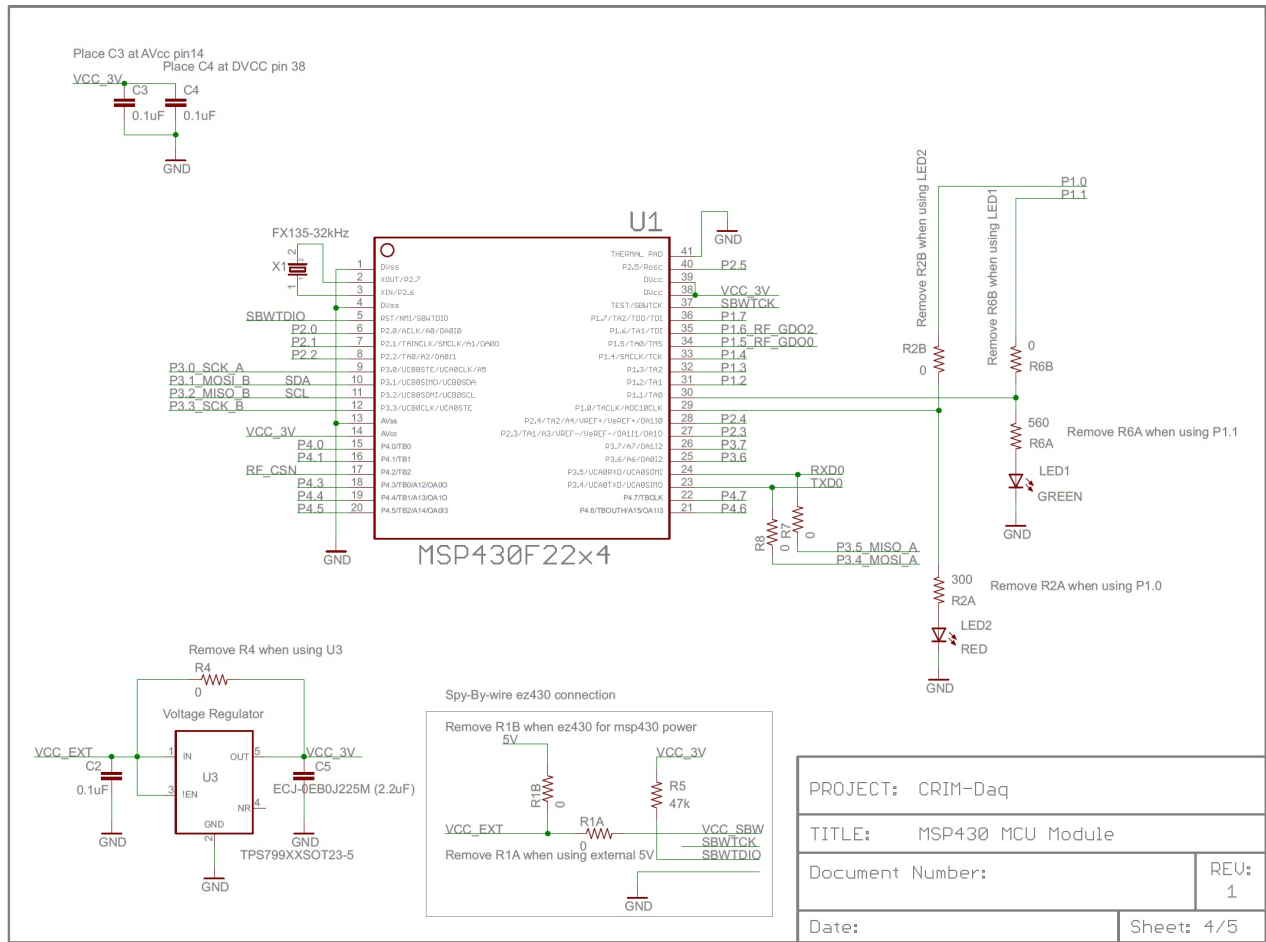 Place C3 at AVcc pin14
Place C4 at DVCC pin 38
VCC_3V
C3
C4
0.1uF
0.1uF
GND
U1
FX135-32kHz
X1
2
1
GND
1 DVss
2 XOUT/P2.7
3 XIN/P2.6
4 DVss
SBWTDIO 5 RST/NMI/SBWTDIO
P2.0 6 P2.0/ACLK/A0/OA0I0
P2.1 7 P2.1/TAINCLK/SMCLK/A1/OA0O
P2.2 8 P2.2/TA0/A2/OA0I1
P3.0_SCK_A 9 P3.0/UCB0STE/UCA0CLK/A5
P3.1_MOSI_B SDA 10 P3.1/UCB0SIMO/UCB0SDA
P3.2_MISO_B SCL 11 P3.2/UCB0SOMI/UCB0SCL
P3.3_SCK_B 12 P3.3/UCB0CLK/UCA0STE
13 AVss
VCC_3V 14 AVcc
P4.0 15 P4.0/TB0
P4.1 16 P4.1/TB1
RF_CSN 17 P4.2/TB2
P4.3 18 P4.3/TB0/A12/OA0O
P4.4 19 P4.4/TB1/A13/OA1O
P4.5 20 P4.5/TB2/A14/OA0I3
GND
THERMAL PAD 41
P2.5/Rosc 40 P2.5
DVcc 39
DVcc 38 VCC_3V
TEST/SBWTCK 37 SBWTCK
P1.7/TA2/TDO/TDI 36 P1.7
P1.6/TA1/TDI 35 P1.6_RF_GDO2
P1.5/TA0/TMS 34 P1.5_RF_GDO0
P1.4/SMCLK/TCK 33 P1.4
P1.3/TA2 32 P1.3
P1.2/TA1 31 P1.2
P1.1/TA0 30
P1.0/TACLK/ADC10CLK 29
P2.4/TA2/A4/VREF+/VeREF+/OA1I0 28 P2.4
P2.3/TA1/A3/VREF-/VeREF-/OA1I1/OA1O 27 P2.3
P3.7/A7/OA1I2 26 P3.7
P3.6/A6/OA0I2 25 P3.6
P3.5/UCA0RXD/UCA0SOMI 24 RXD0
P3.4/UCA0TXD/UCA0SIMO 23 TXD0
P4.7/TBCLK 22 P4.7
P4.6/TBOUTH/A15/OA1I3 21 P4.6
MSP430F22x4
R8
0
R7
0
P3.5_MISO_A
P3.4_MOSI_A
Remove R2B when using LED2
Remove R6B when using LED1
P1.0
P1.1
R2B
0
0
R6B
560
R6A
Remove R6A when using P1.1
LED1
GREEN
GND
300
R2A
Remove R2A when using P1.0
LED2
RED
GND
Remove R4 when using U3
R4
0
Voltage Regulator
VCC_EXT
C2
0.1uF
GND
1 IN
3 !EN
U3
OUT 5
NR 4
GND
2
GND
VCC_3V
C5
ECJ-0EB0J225M (2.2uF)
GND
TPS799XXSOT23-5
Spy-By-wire ez430 connection
Remove R1B when ez430 for msp430 power
5V
VCC_3V
R1B
0
R5
47k
VCC_EXT
R1A
0
VCC_SBW
SBWTCK
SBWTDIO
Remove R1A when using external 5V
GND
PROJECT: CRIM-Daq
TITLE: MSP430 MCU Module
Document Number:
REV:
1
Date:
Sheet: 4/5